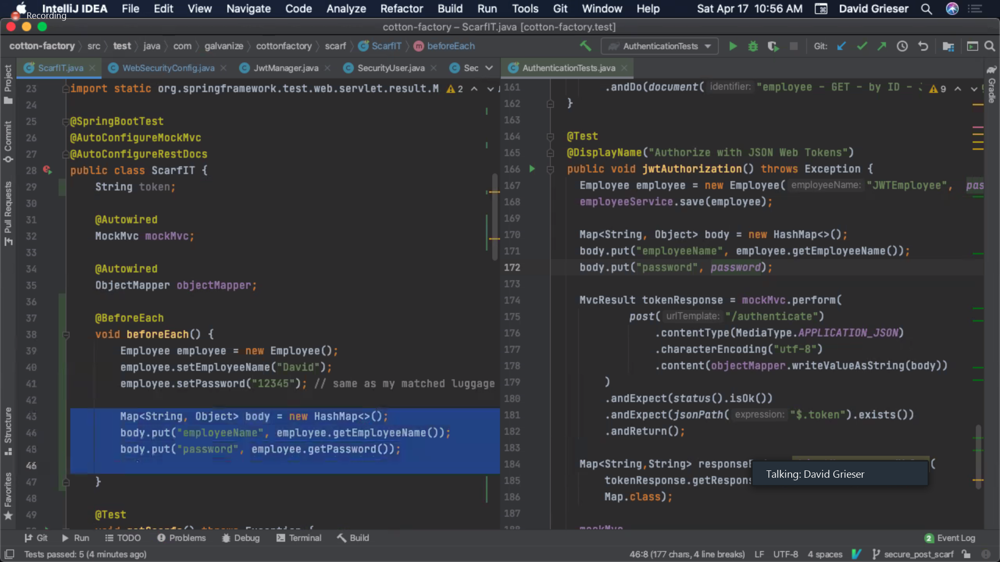 IntelliJ IDEA File Edit View Navigate Code Analyze Refactor Build Run Tools Git Window Help Sat Apr 17 10:56 AM David Grieser
Recording
cotton-factory – ScarfIT.java [cotton-factory.test]
cotton-factory src test java com galvanize cottonfactory scarf ScarfIT beforeEach AuthenticationTests Git:
ScarfIT.java WebSecurityConfig.java JwtManager.java SecurityUser.java Sec AuthenticationTests.java
Project
Commit
Pull Requests
Structure
Favorites
23 import static org.springframework.test.web.servlet.result.M 2
24
25 @SpringBootTest
26 @AutoConfigureMockMvc
27 @AutoConfigureRestDocs
28 public class ScarfIT {
29 String token;
30
31 @Autowired
32 MockMvc mockMvc;
33
34 @Autowired
35 ObjectMapper objectMapper;
36
37 @BeforeEach
38 void beforeEach() {
39 Employee employee = new Employee();
40 employee.setEmployeeName("David");
41 employee.setPassword("12345"); // same as my matched luggage
42
43 Map<String, Object> body = new HashMap<>();
body.put("employeeName", employee.getEmployeeName());
body.put("password", employee.getPassword());
47 }
48
49 @Test
161 .andDo(document( identifier: "employee - GET - by ID - 9
162 }
163
164 @Test
165 @DisplayName("Authorize with JSON Web Tokens")
166 public void jwtAuthorization() throws Exception {
167 Employee employee = new Employee( employeeName: "JWTEmployee", pas
168 employeeService.save(employee);
169
170 Map<String, Object> body = new HashMap<>();
171 body.put("employeeName", employee.getEmployeeName());
172 body.put("password", password);
173
174 MvcResult tokenResponse = mockMvc.perform(
175 post( urlTemplate: "/authenticate")
176 .contentType(MediaType.APPLICATION_JSON)
177 .characterEncoding("utf-8")
178 .content(objectMapper.writeValueAsString(body))
179 )
180 .andExpect(status().isOk())
181 .andExpect(jsonPath( expression: "$.token").exists())
182 .andReturn();
183
184 Map<String,String> response (
185 tokenResponse.getRespons
186 Map.class);
187
Gradle
Talking: David Grieser
Git Run TODO Problems Debug Terminal Build 2 Event Log
Tests passed: 5 (4 minutes ago) 46:8 (177 chars, 4 line breaks) LF UTF-8 4 spaces secure_post_scarf